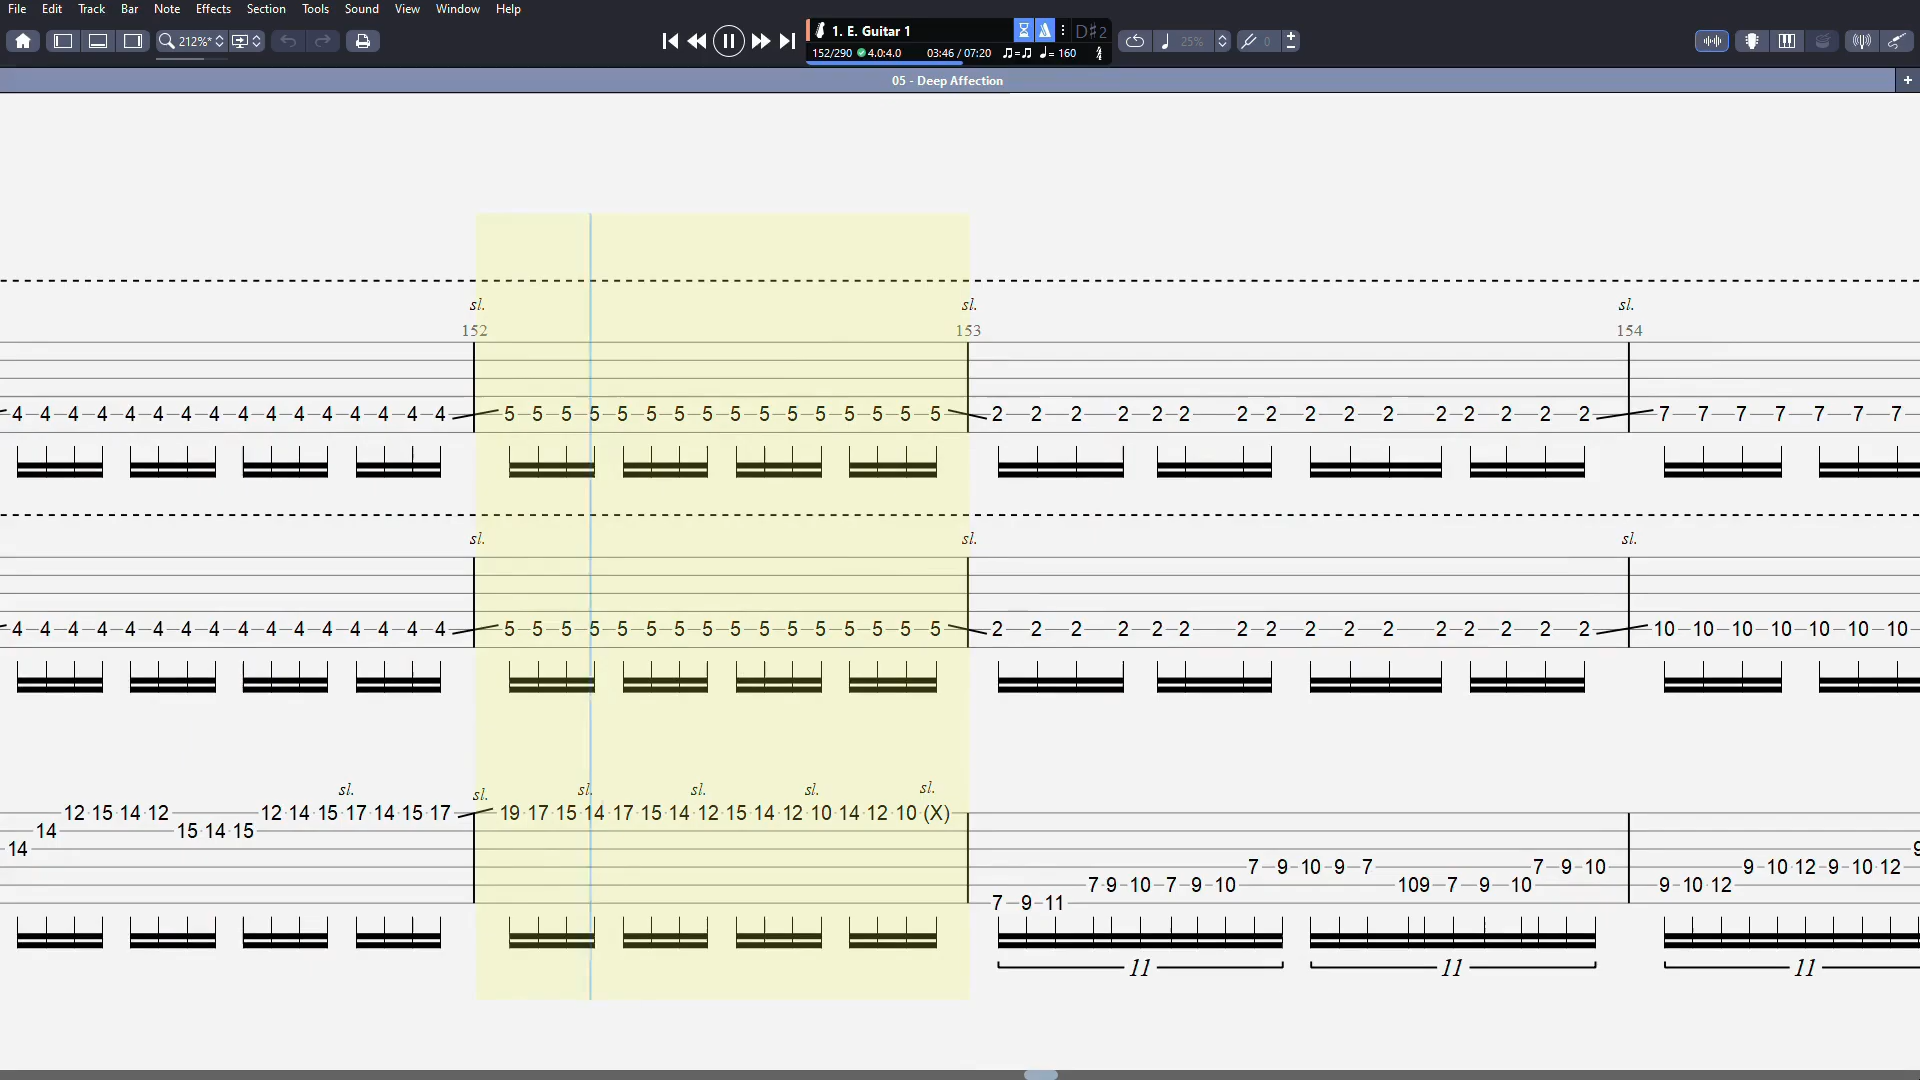 File Edit Track Bar Note Effects Section Tools Sound View Window Help
212%* 1. E. Guitar 1 D♯2 25% 0
152/290 4.0:4.0 03:46 / 07:20 ♫=♫ ♩= 160
05 - Deep Affection +
sl. sl. sl.
152 153 154
4 4 4 4 4 4 4 4 4 4 4 4 4 4 4 4 5 5 5 5 5 5 5 5 5 5 5 5 5 5 5 5 2 2 2 2 2 2 2 2 2 2 2 2 2 2 2 2 7 7 7 7 7 7 7
sl. sl. sl.
4 4 4 4 4 4 4 4 4 4 4 4 4 4 4 4 5 5 5 5 5 5 5 5 5 5 5 5 5 5 5 5 2 2 2 2 2 2 2 2 2 2 2 2 2 2 2 2 10 10 10 10 10 10 10
sl. sl. sl. sl. sl. sl.
12 15 14 12 12 14 15 17 14 15 17 19 17 15 14 17 15 14 12 15 14 12 10 14 12 10 (X)
14 15 14 15
14 9
7 9 10 9 7 7 9 10 9 10 12 9 10 12
7 9 10 7 9 10 10 9 7 9 10 9 10 12
7 9 11
11 11 11